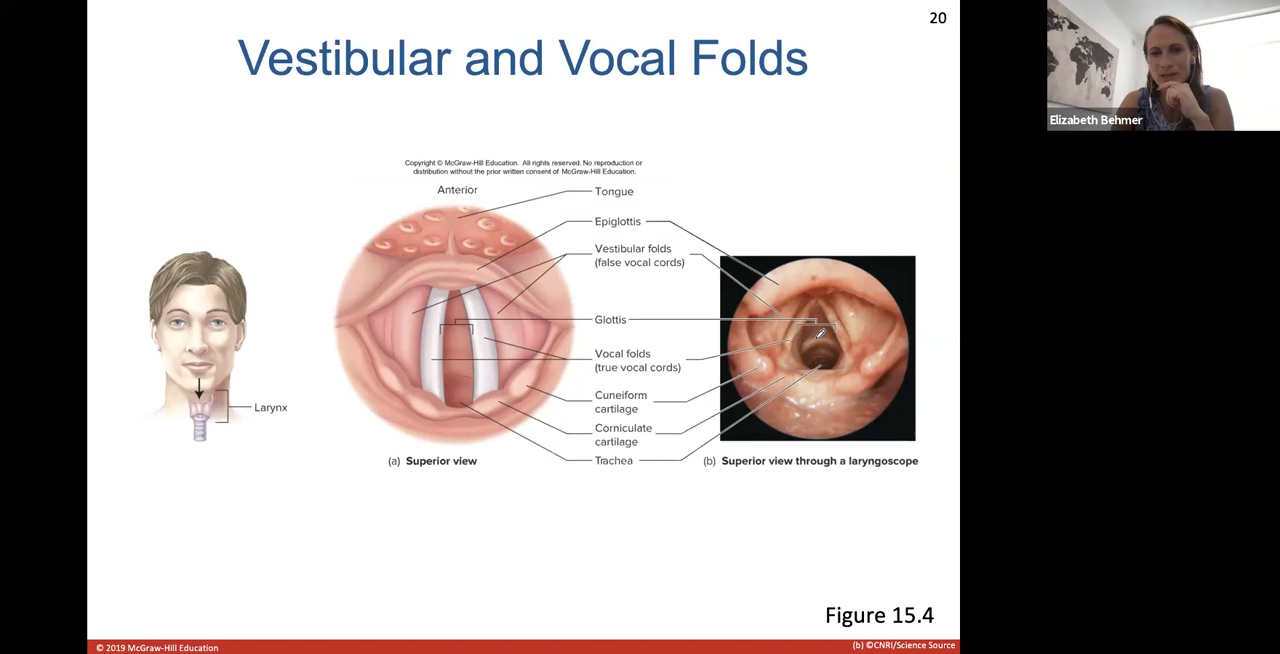 20
Vestibular and Vocal Folds
Elizabeth Behmer
Copyright © McGraw-Hill Education. All rights reserved. No reproduction or
distribution without the prior written consent of McGraw-Hill Education.
Anterior
Tongue
Epiglottis
Vestibular folds
(false vocal cords)
Glottis
Vocal folds
(true vocal cords)
Cuneiform
cartilage
Corniculate
cartilage
Trachea
Larynx
(a) Superior view
(b) Superior view through a laryngoscope
Figure 15.4
© 2019 McGraw-Hill Education
(b) ©CNRI/Science Source